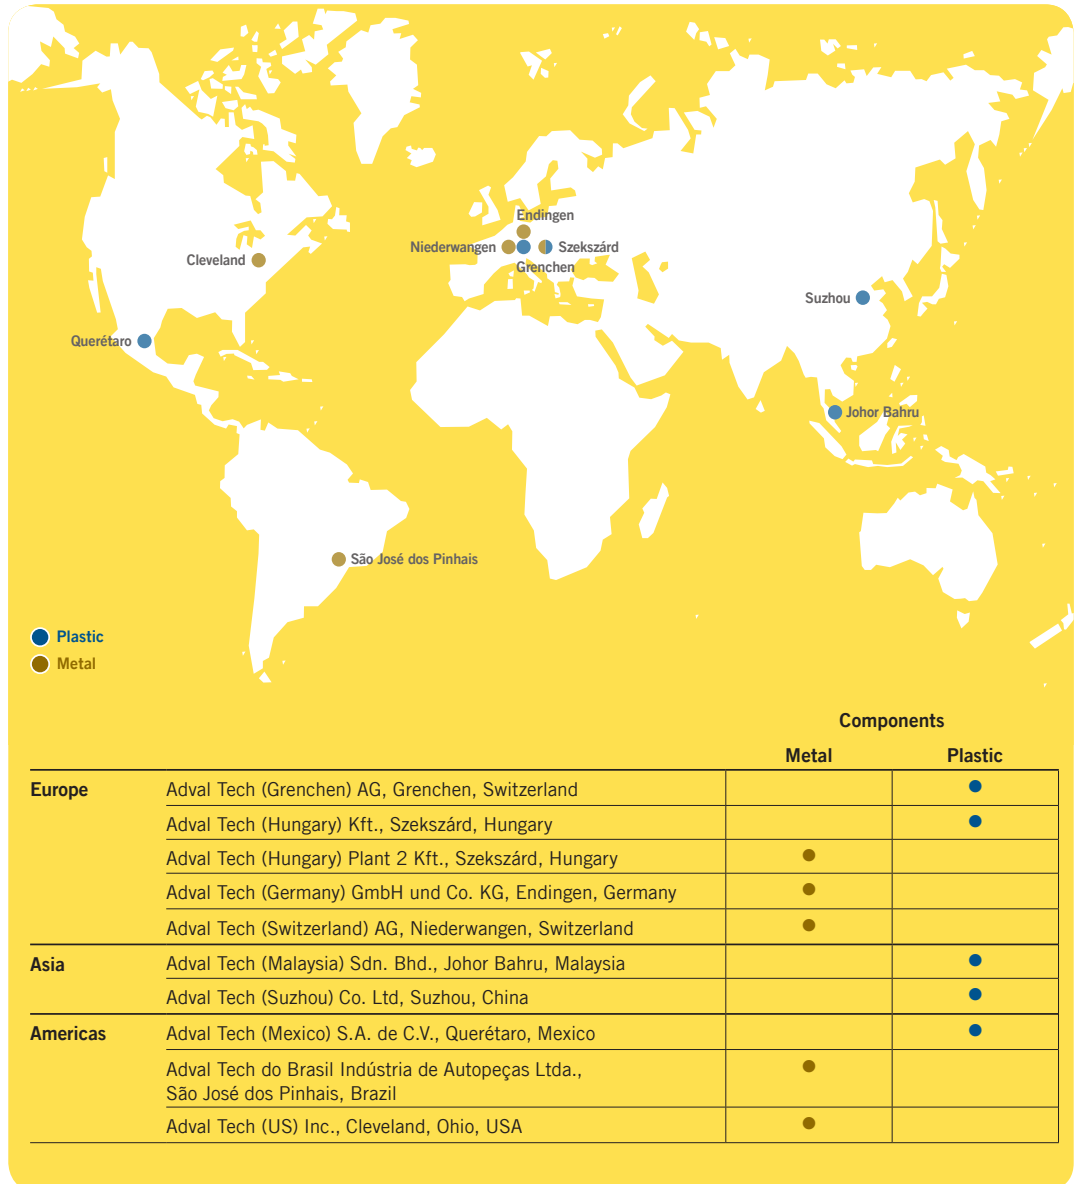 Endingen
Niederwangen
Szekszárd
Grenchen
Cleveland
Suzhou
Querétaro
Johor Bahru
São José dos Pinhais
Plastic
Metal
Components
Metal Plastic
Europe Adval Tech (Grenchen) AG, Grenchen, Switzerland
Adval Tech (Hungary) Kft., Szekszárd, Hungary
Adval Tech (Hungary) Plant 2 Kft., Szekszárd, Hungary
Adval Tech (Germany) GmbH und Co. KG, Endingen, Germany
Adval Tech (Switzerland) AG, Niederwangen, Switzerland
Asia Adval Tech (Malaysia) Sdn. Bhd., Johor Bahru, Malaysia
Adval Tech (Suzhou) Co. Ltd, Suzhou, China
Americas Adval Tech (Mexico) S.A. de C.V., Querétaro, Mexico
Adval Tech do Brasil Indústria de Autopeças Ltda.,
São José dos Pinhais, Brazil
Adval Tech (US) Inc., Cleveland, Ohio, USA